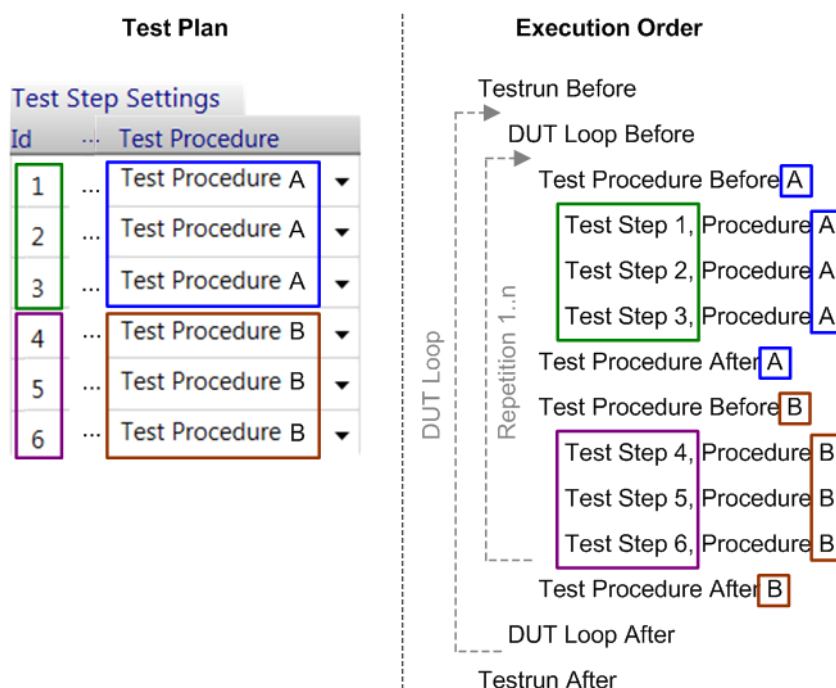 Test Plan
Test Step Settings
Id ... Test Procedure
1 ... Test Procedure A
2 ... Test Procedure A
3 ... Test Procedure A
4 ... Test Procedure B
5 ... Test Procedure B
6 ... Test Procedure B
Execution Order
Testrun Before
DUT Loop Before
Test Procedure Before A
Test Step 1, Procedure A
Test Step 2, Procedure A
Test Step 3, Procedure A
Test Procedure After A
Test Procedure Before B
Test Step 4, Procedure B
Test Step 5, Procedure B
Test Step 6, Procedure B
Test Procedure After B
DUT Loop After
Testrun After
DUT Loop
Repetition 1..n